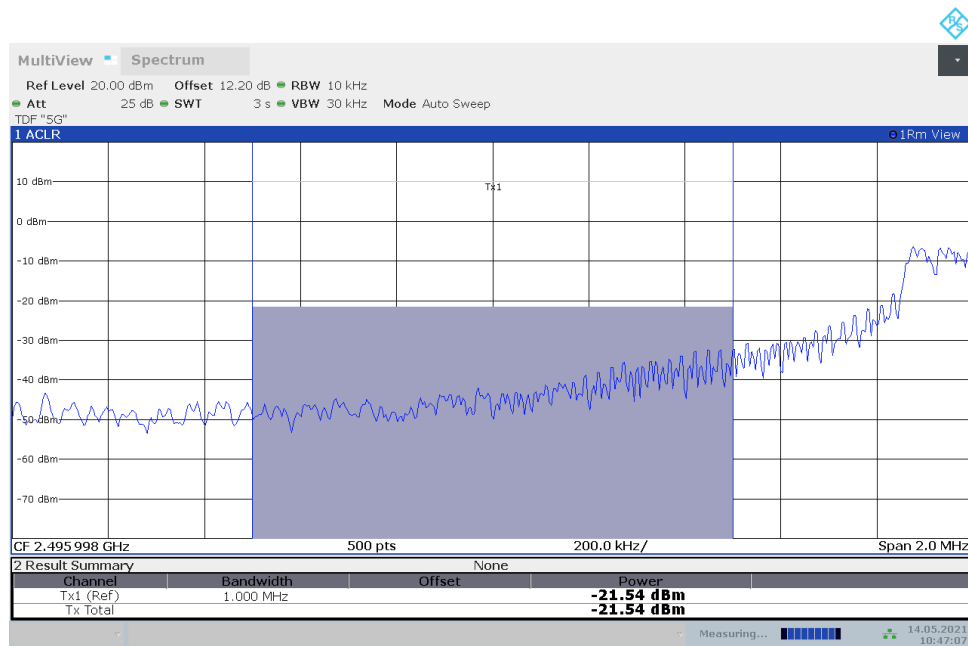 R S
MultiView Spectrum
Ref Level 20.00 dBm Offset 12.20 dB RBW 10 kHz
Att 25 dB SWT 3 s VBW 30 kHz Mode Auto Sweep
TDF "5G"
1 ACLR 1Rm View
10 dBm
Tx1
0 dBm
-10 dBm
-20 dBm
-30 dBm
-40 dBm
-50 dBm
-60 dBm
-70 dBm
CF 2.495 998 GHz 500 pts 200.0 kHz/ Span 2.0 MHz
2 Result Summary None
Channel Bandwidth Offset Power
Tx1 (Ref) 1.000 MHz -21.54 dBm
Tx Total -21.54 dBm
Measuring... 14.05.2021
10:47:07